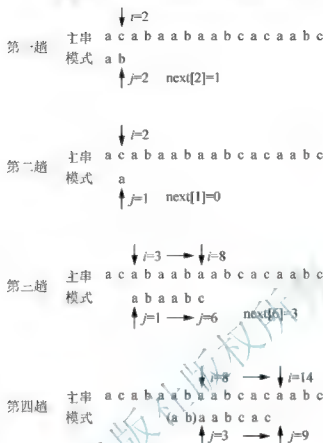 i=2
第一趟 主串 a c a b a a b a a b c a c a a b c
模式 a b
j=2 next[2]=1
i=2
第二趟 主串 a c a b a a b a a b c a c a a b c
模式 a
j=1 next[1]=0
i=3 i=8
第三趟 主串 a c a b a a b a a b c a c a a b c
模式 a b a a b c
j=1 j=6 next[6]=3
i=8 i=14
第四趟 主串 a c a b a a b a a b c a c a a b c
模式 (a b)a a b c a c
j=3 j=9